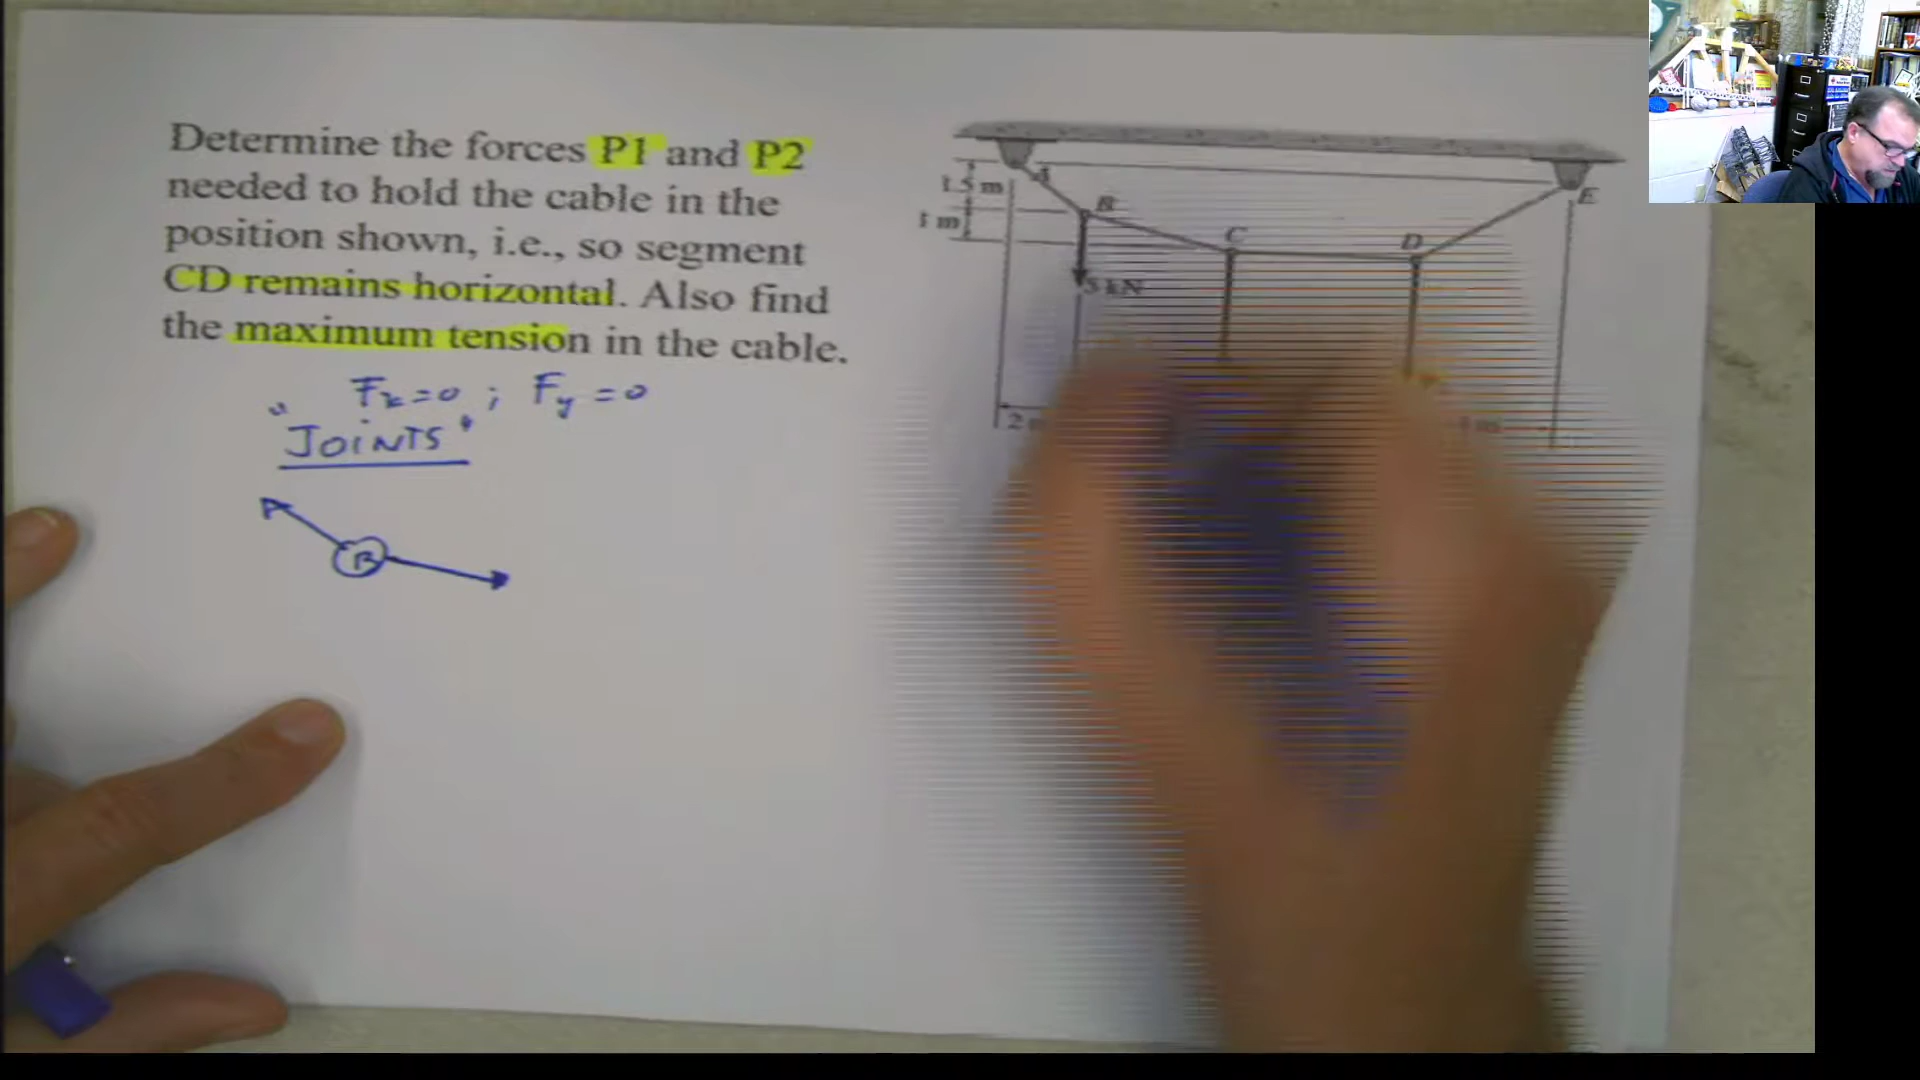 Determine the forces P1 and P2
needed to hold the cable in the
position shown, i.e., so segment
CD remains horizontal. Also find
the maximum tension in the cable.
Fx=0 ; Fy=0
"JOINTS"
B
A
E
1.5 m
B
1 m
C
D
5 kN
2
m